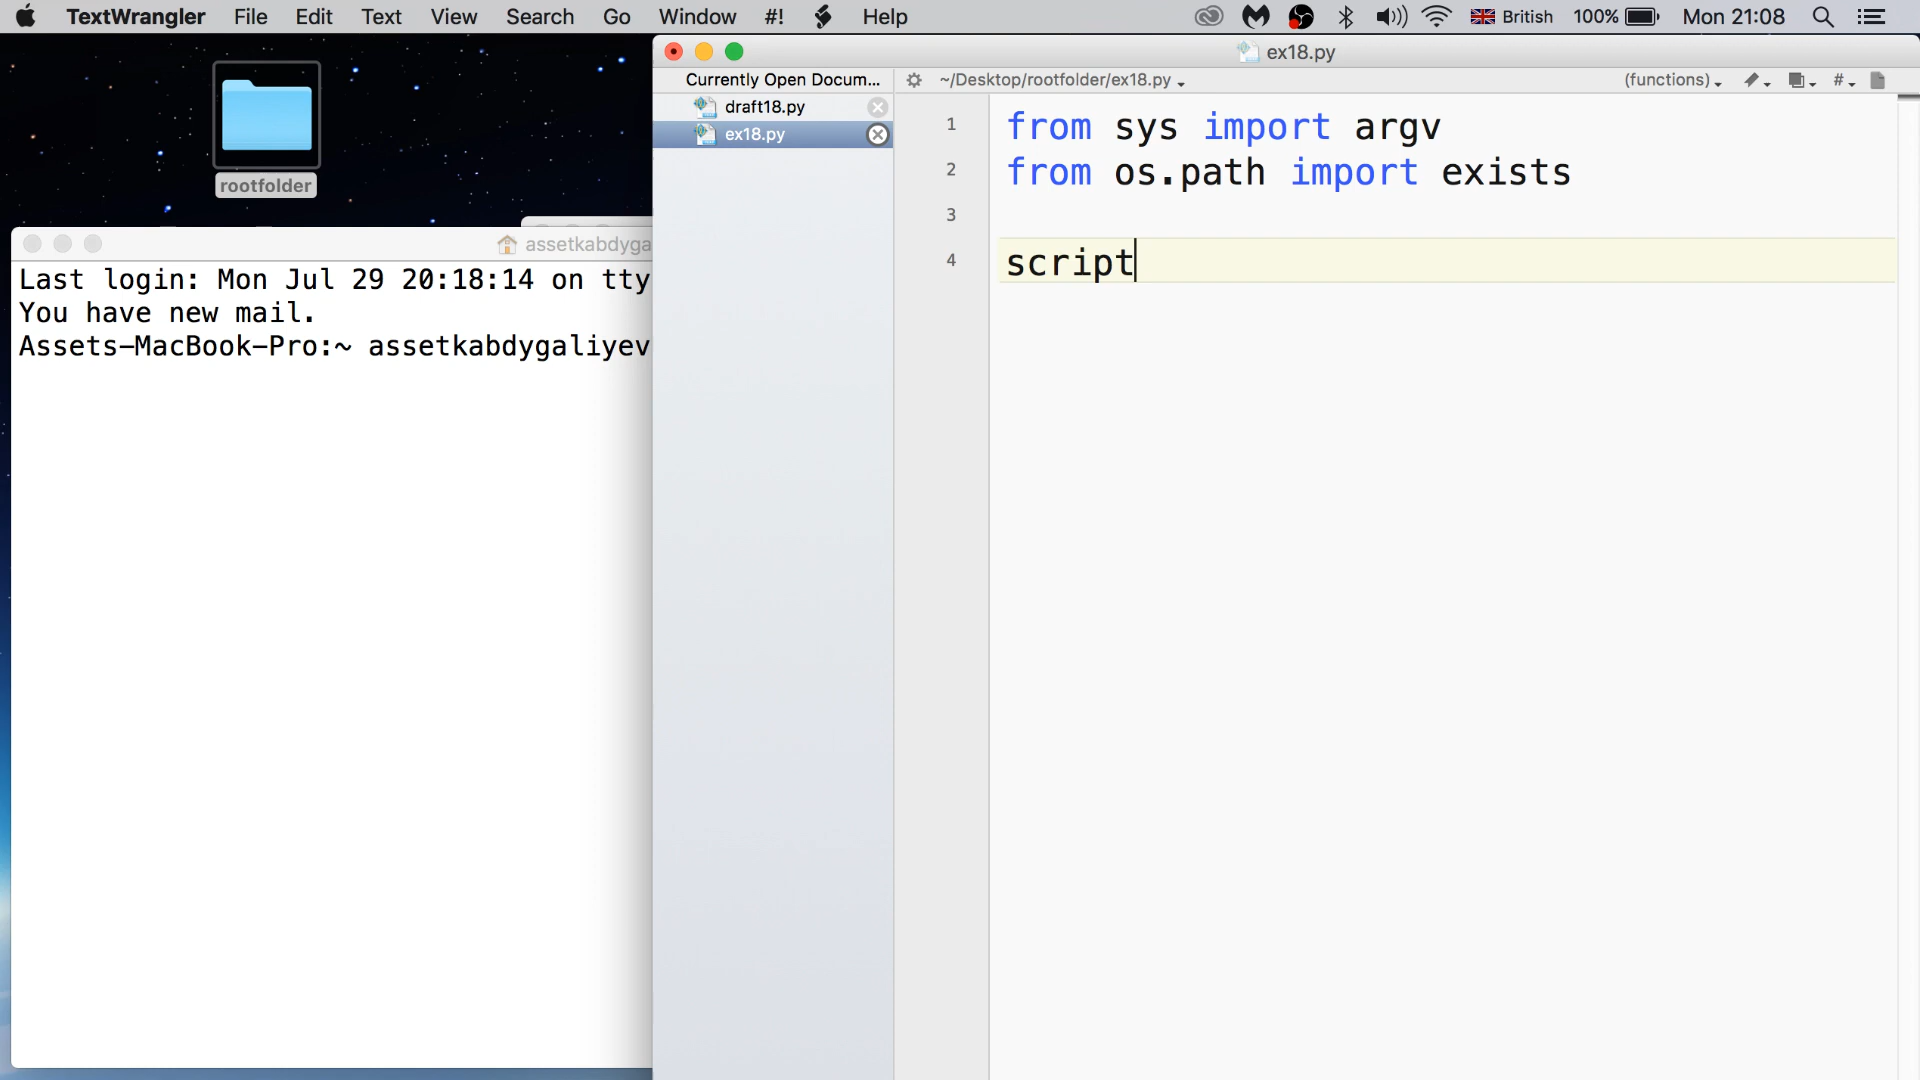 TextWrangler File Edit Text View Search Go Window #! Help British 100% Mon 21:08
rootfolder
assetkabdyga
Last login: Mon Jul 29 20:18:14 on tty
You have new mail.
Assets-MacBook-Pro:~ assetkabdygaliyev
ex18.py
Currently Open Docum... ~/Desktop/rootfolder/ex18.py (functions) #
draft18.py
ex18.py
1 from sys import argv
2 from os.path import exists
3
4 script